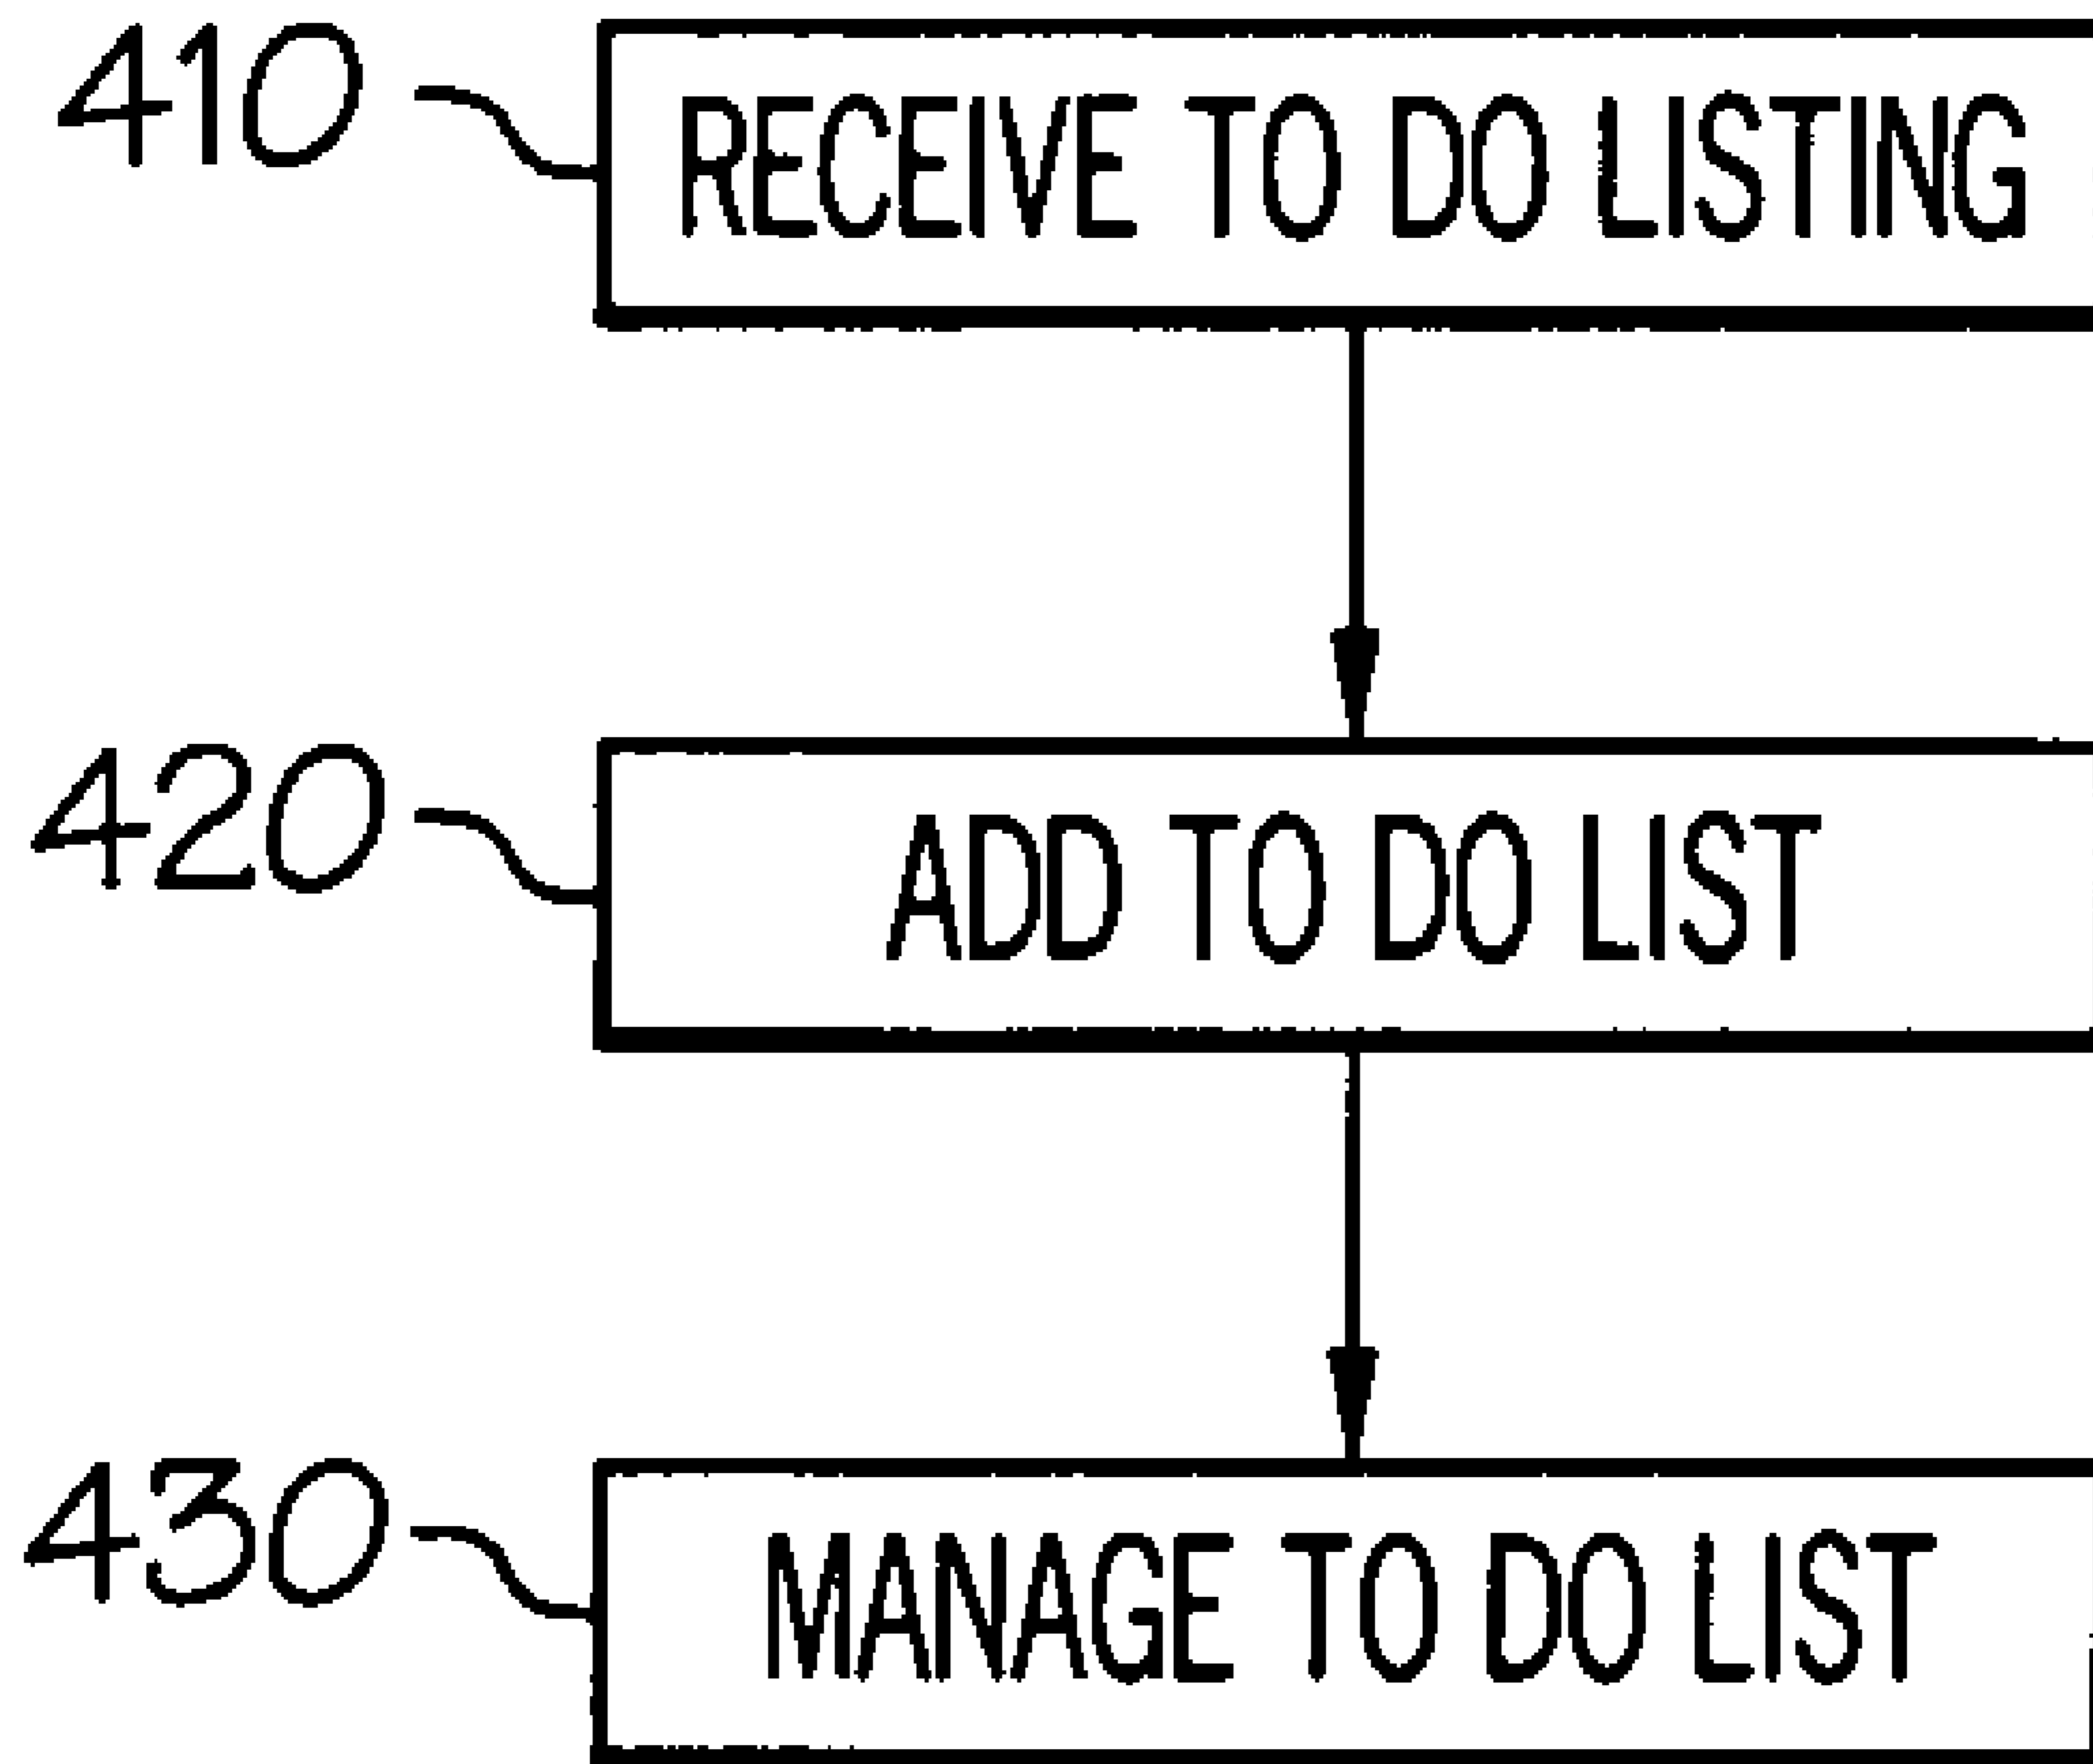 410
RECEIVE TO DO LISTING
420
ADD TO DO LIST
430
MANAGE TO DO LIST